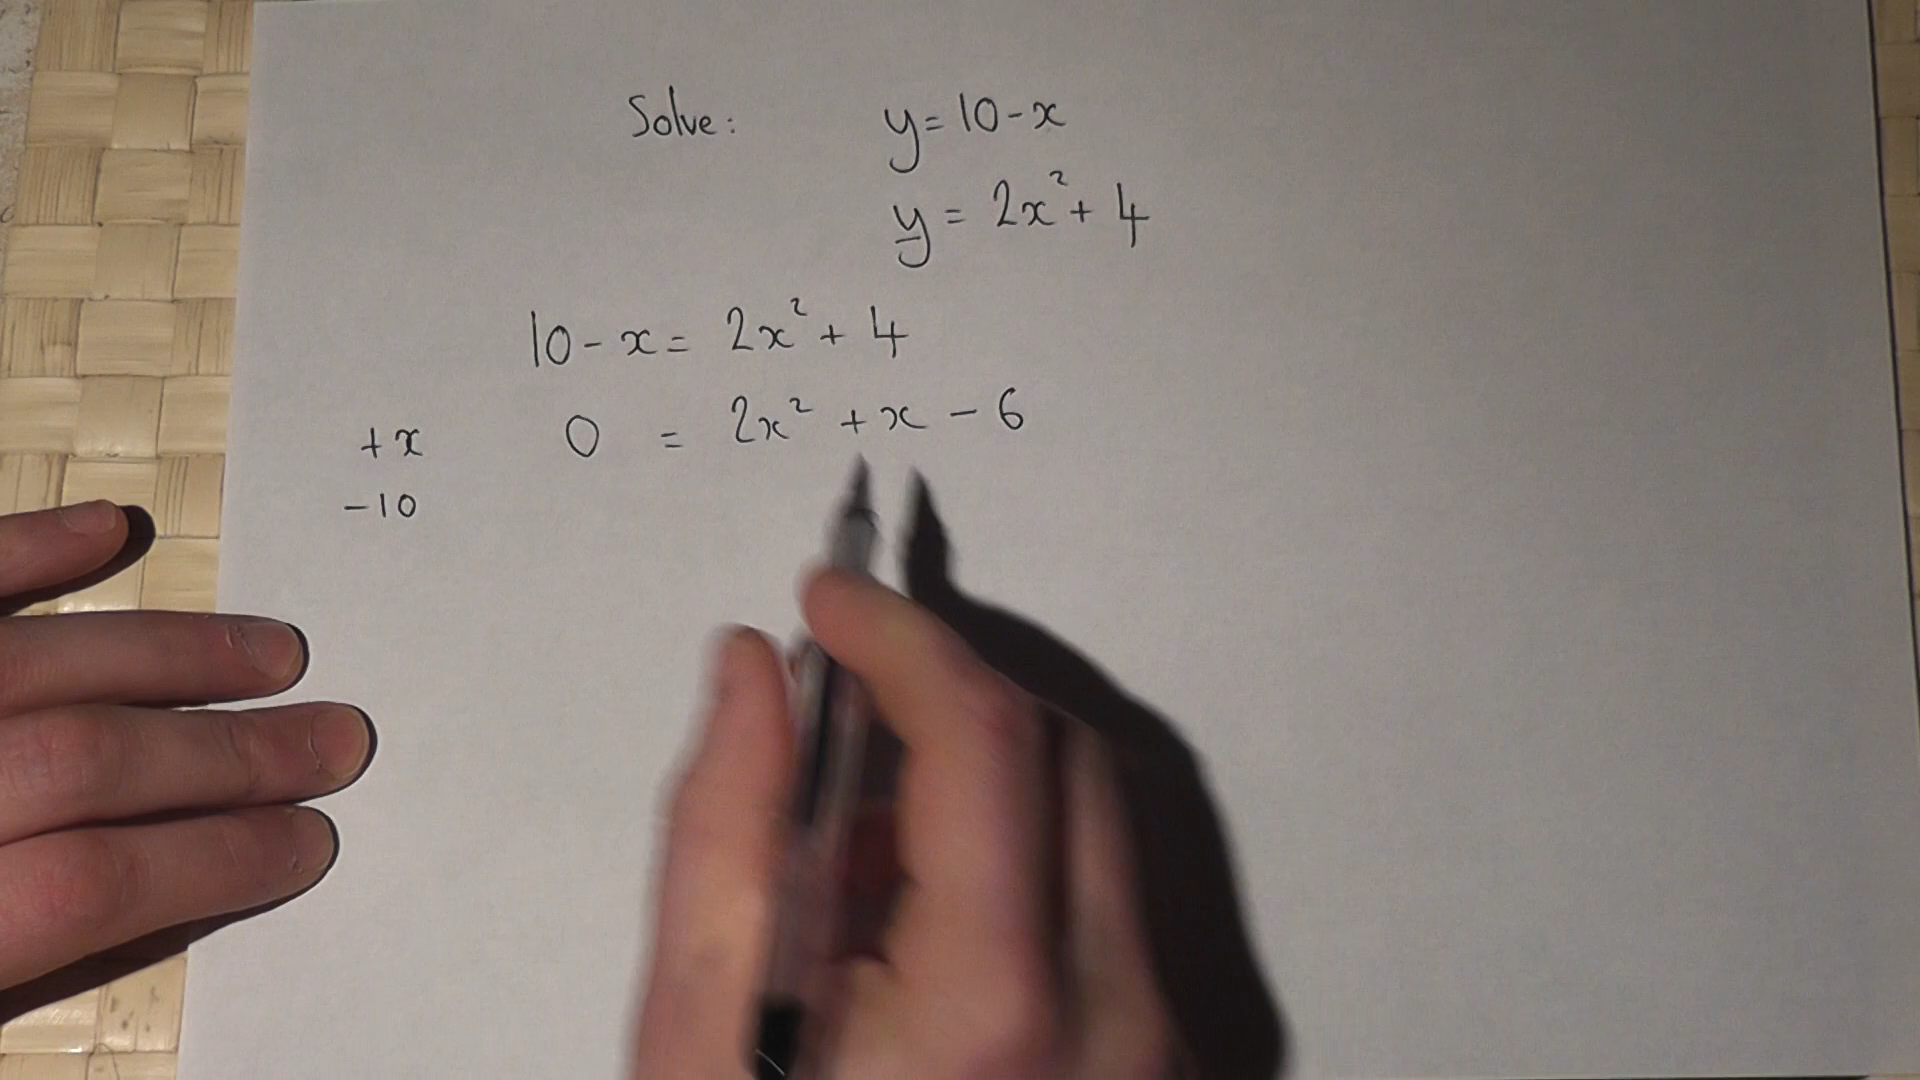 Solve: y = 10 - x
y = 2x² + 4
10 - x = 2x² + 4
+x 0 = 2x² + x - 6
-10